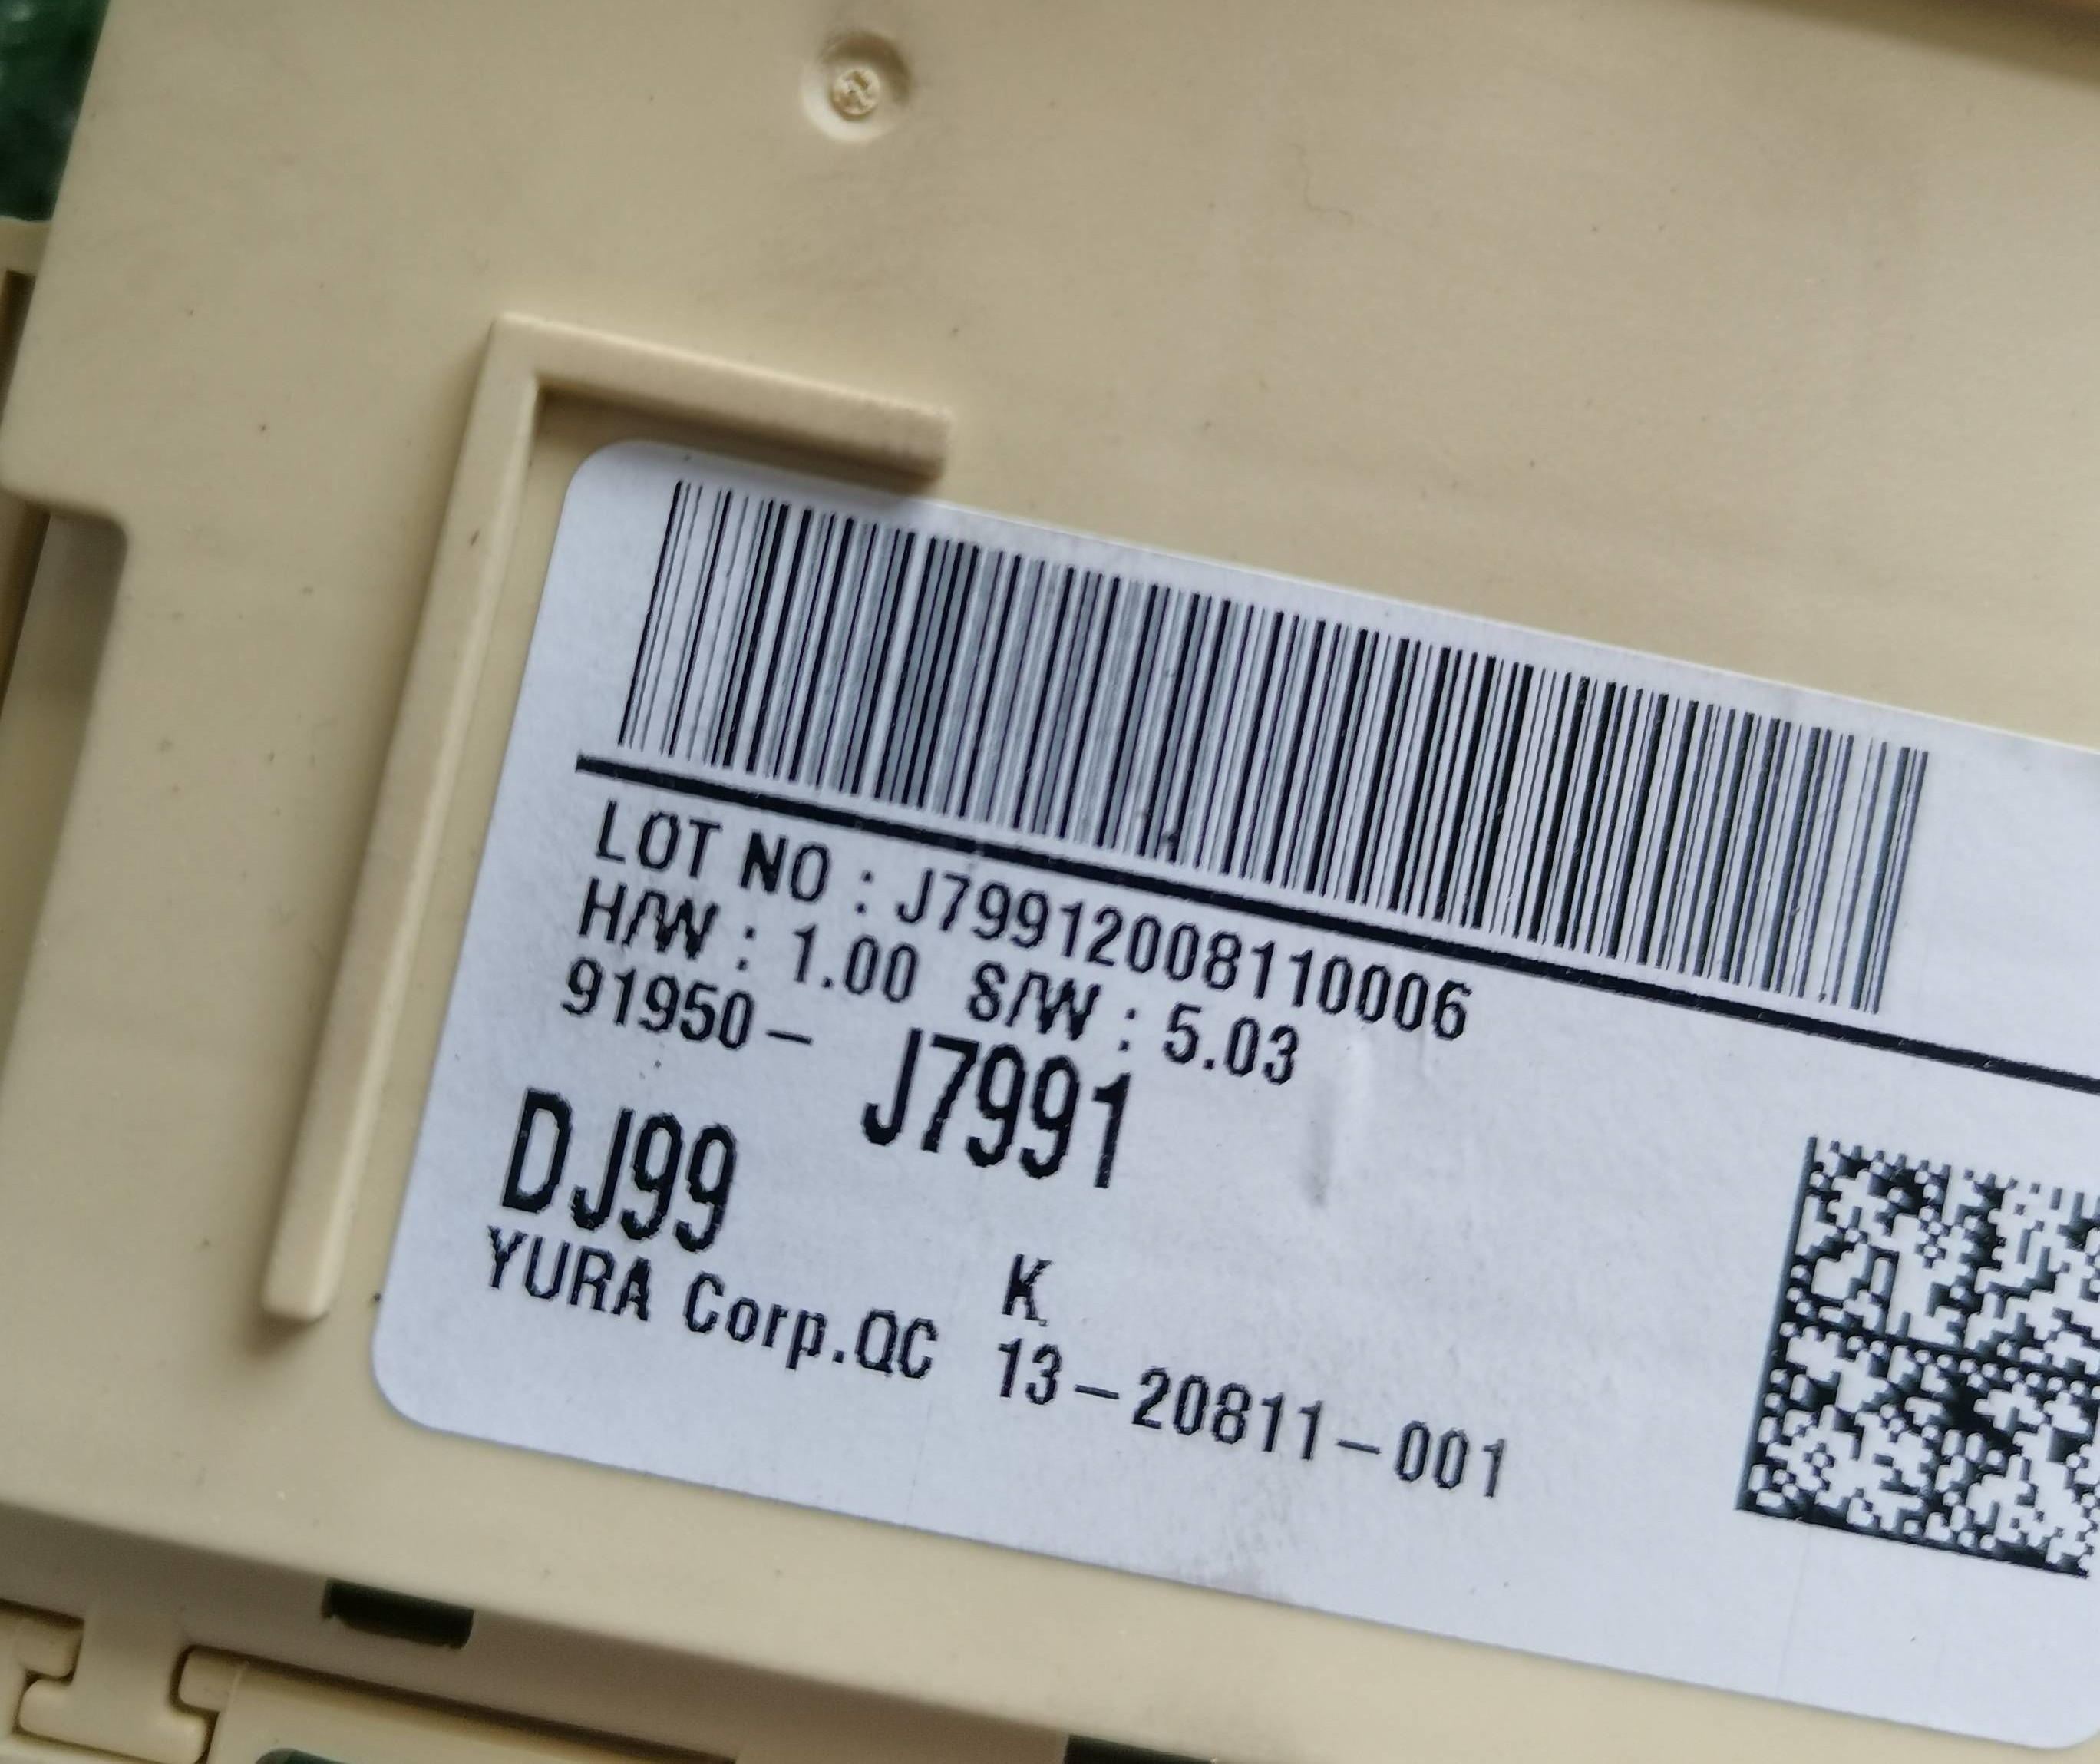 LOT NO : J79912008110006
H/W : 1.00 S/W : 5.03
91950- J7991
DJ99
K
YURA Corp.QC 13-20811-001